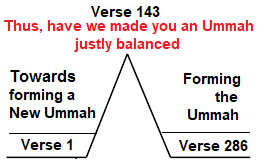 Verse 143
Thus, have we made you an Ummah
justly balanced
Towards
forming a
New Ummah
Verse 1
Forming
the
Ummah
Verse 286